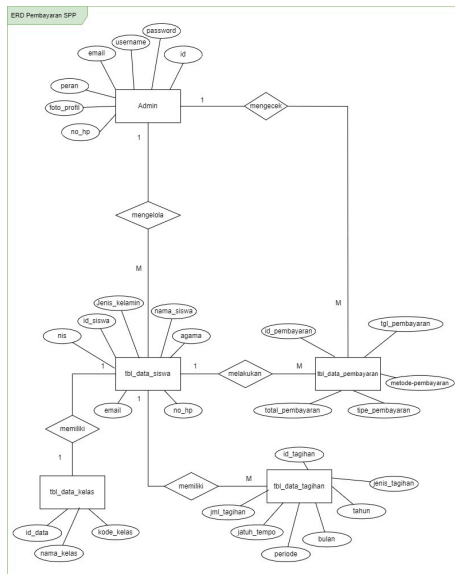 ERD Pembayaran SPP
password
username
email
id
peran
Admin
1
mengecek
foto_profil
no_hp
1
mengelola
M
Jenis_kelamin
nama_siswa
id_siswa
agama
nis
M
tgl_pembayaran
id_pembayaran
1
tbl_data_siswa
1
melakukan
M
tbl_data_pembayaran
metode-pembayaran
email
1
no_hp
total_pembayaran
tipe_pembayaran
memiliki
1
id_tagihan
tbl_data_kelas
memiliki
M
tbl_data_tagihan
jenis_tagihan
jml_tagihan
tahun
id_data
kode_kelas
jatuh_tempo
bulan
nama_kelas
periode